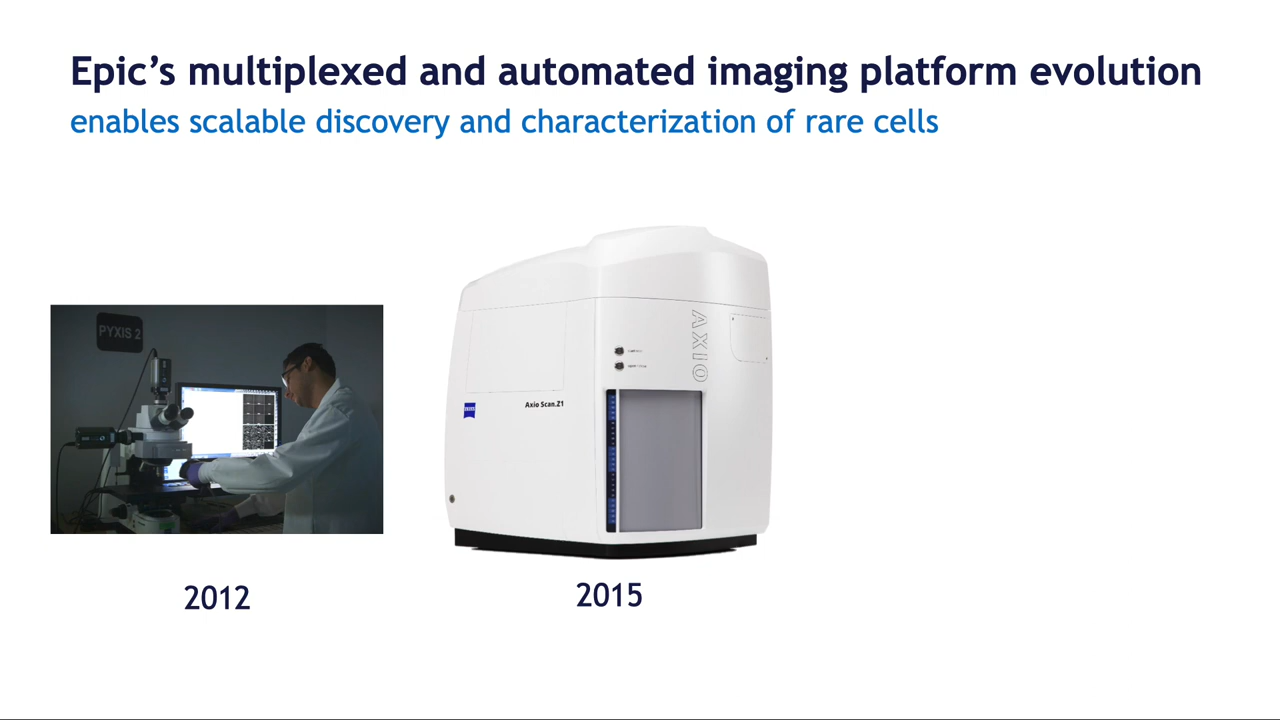 Epic’s multiplexed and automated imaging platform evolution
enables scalable discovery and characterization of rare cells
PYXIS 2
AXIO
Axio Scan.Z1
ZEISS
2012
2015